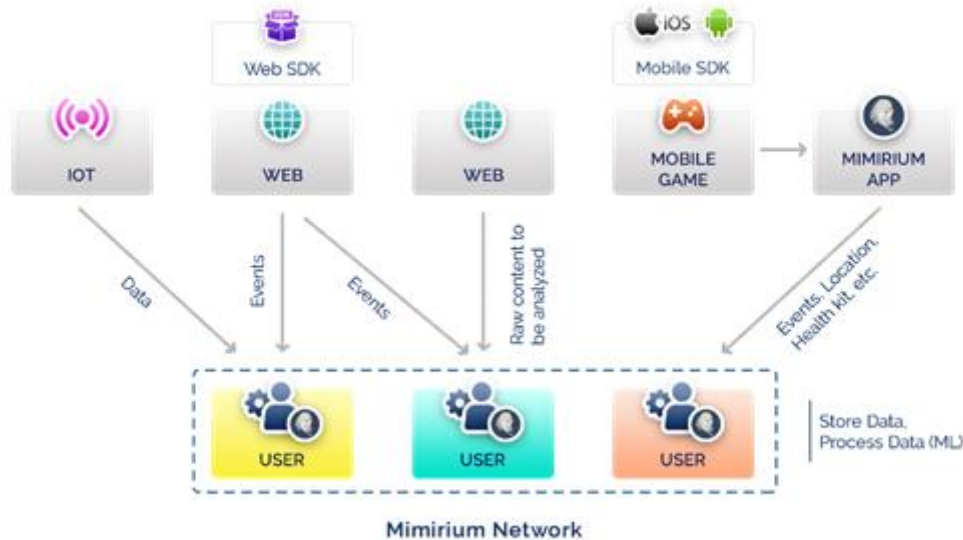 iOS
Web SDK
Mobile SDK
IOT
WEB
WEB
MOBILE
GAME
MIMIRIUM
APP
Data
Events
Events
Raw content to
be analyzed
Events, Location,
Health kit, etc.
USER
USER
USER
Store Data,
Process Data (ML)
Mimirium Network